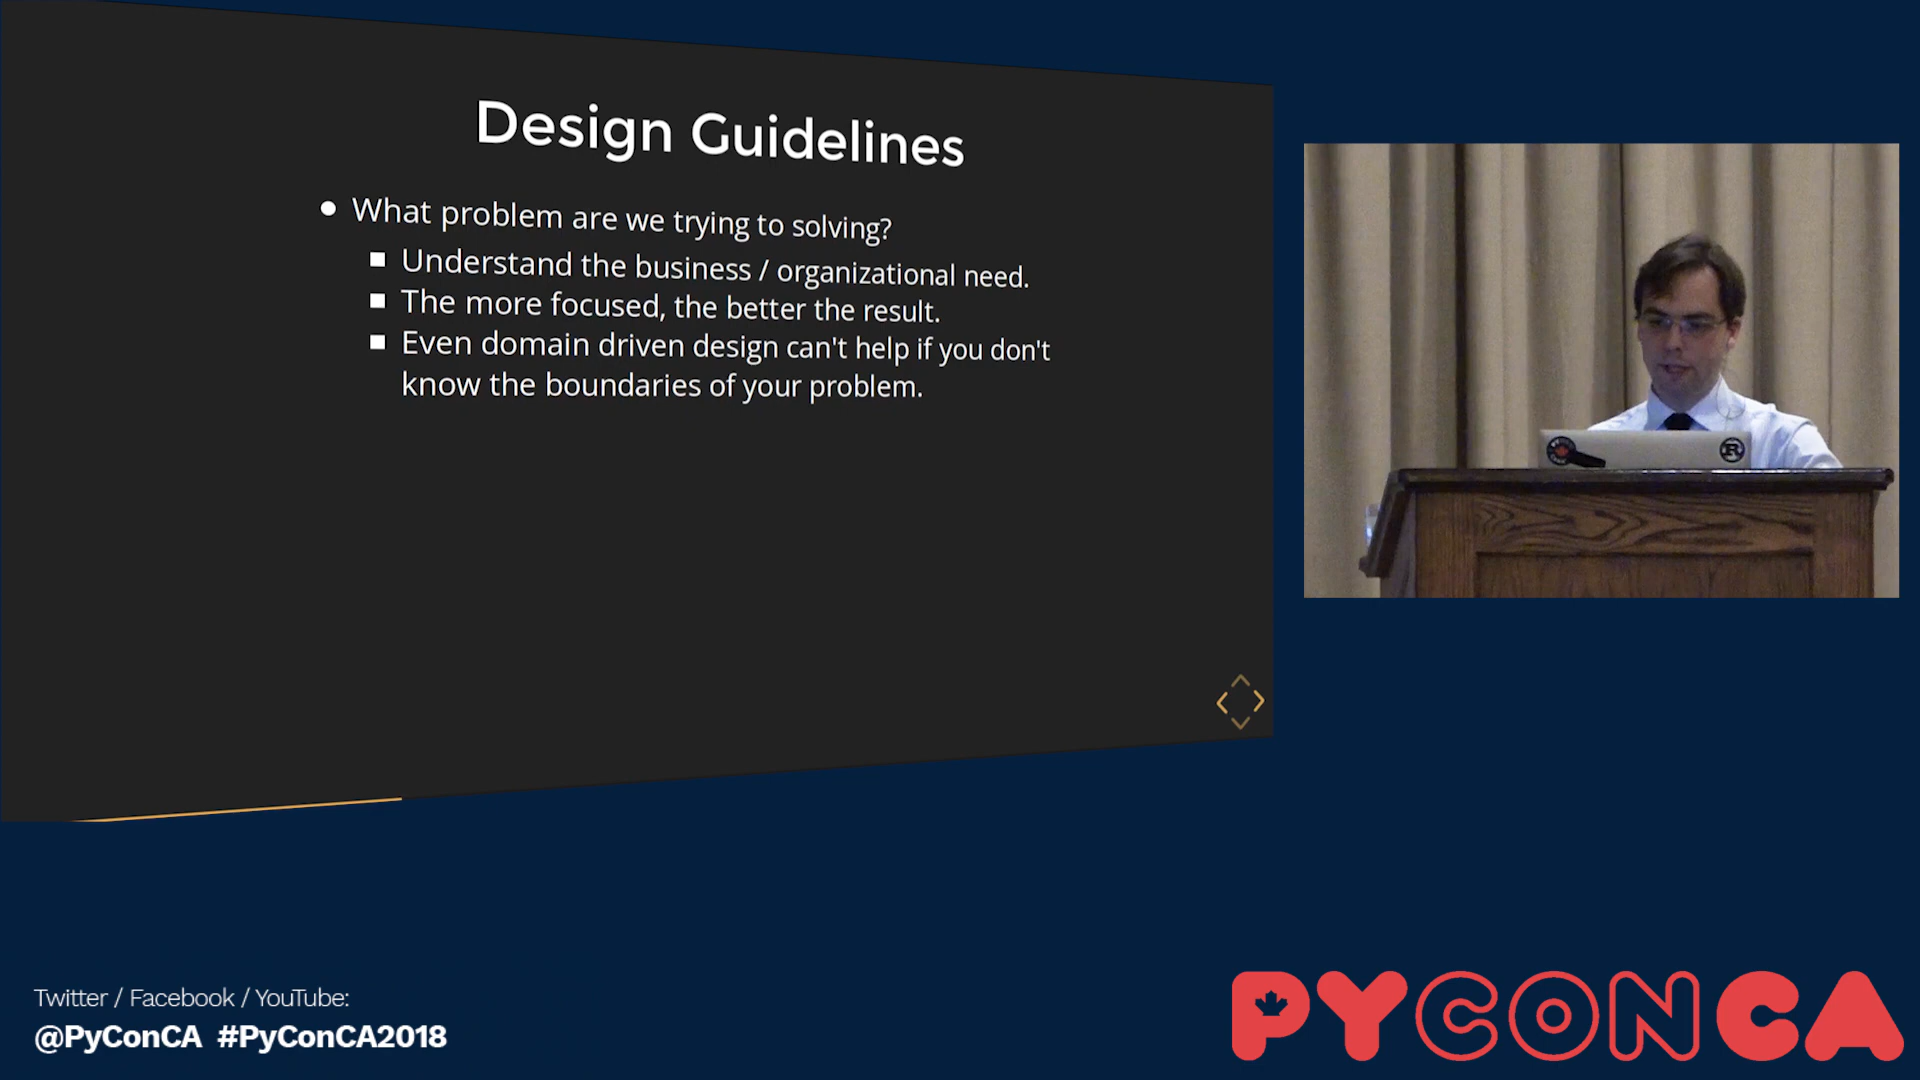 Design Guidelines
What problem are we trying to solving?
Understand the business / organizational need.
The more focused, the better the result.
Even domain driven design can't help if you don't
know the boundaries of your problem.
R
Twitter / Facebook / YouTube:
@PyConCA #PyConCA2018
PYCONCA